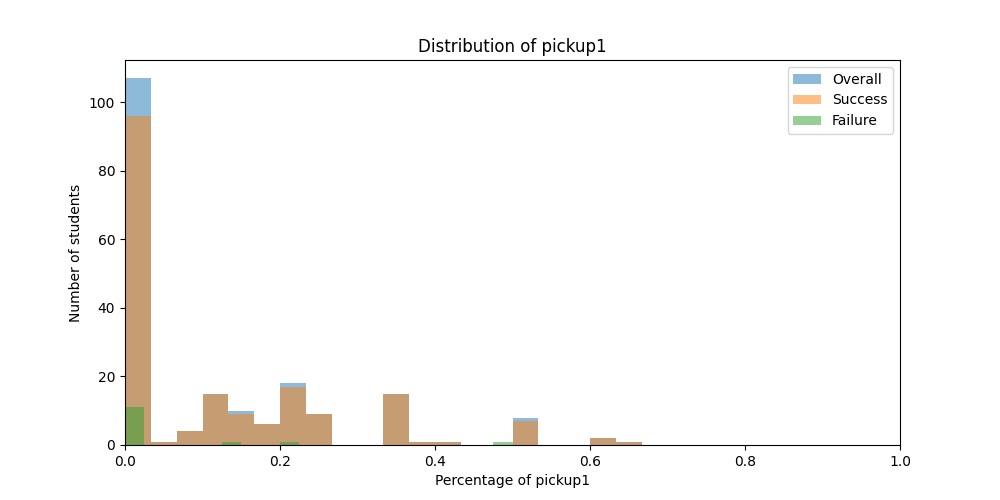 Distribution of pickup1
Overall
Success
Failure
Number of students
100
80
60
40
20
0
0.0 0.2 0.4 0.6 0.8 1.0
Percentage of pickup1